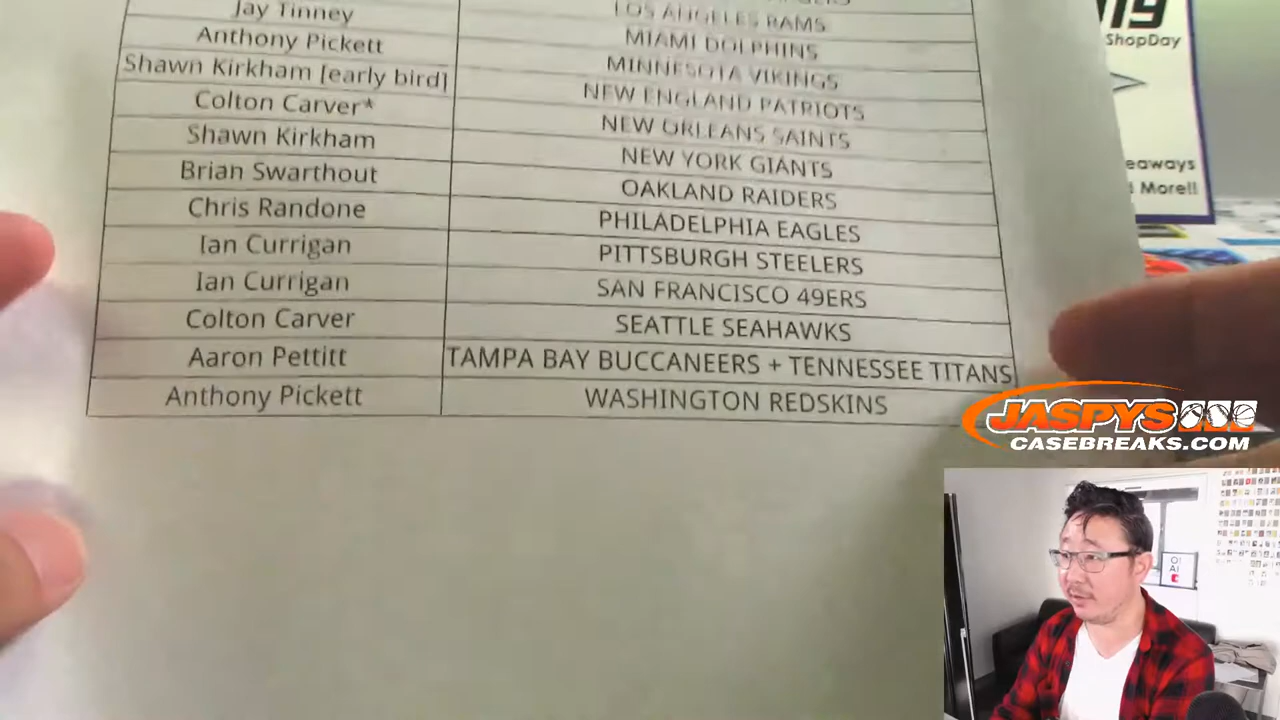 LOS ANGELES RAMS
Jay Tinney MIAMI DOLPHINS
Anthony Pickett MINNESOTA VIKINGS
Shawn Kirkham [early bird] NEW ENGLAND PATRIOTS
Colton Carver* NEW ORLEANS SAINTS
Shawn Kirkham NEW YORK GIANTS
Brian Swarthout OAKLAND RAIDERS
Chris Randone PHILADELPHIA EAGLES
Ian Currigan PITTSBURGH STEELERS
Ian Currigan SAN FRANCISCO 49ERS
Colton Carver SEATTLE SEAHAWKS
Aaron Pettitt TAMPA BAY BUCCANEERS + TENNESSEE TITANS
Anthony Pickett WASHINGTON REDSKINS
ShopDay
eaways
More!!
JASPYS
CASEBREAKS.COM